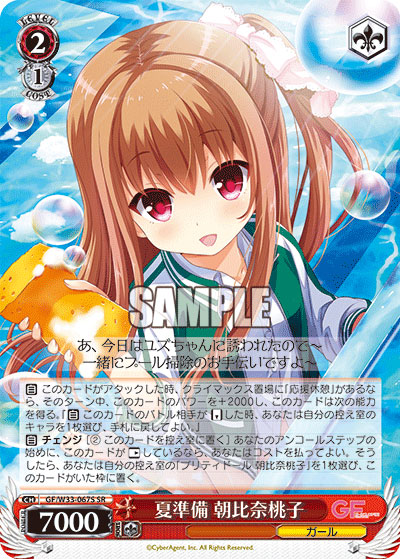 LEVEL
2
1
COST
SAMPLE
あ、今日はユズちゃんに誘われたので~
一緒にプール掃除のお手伝いですよ~
自 このカードがアタックした時、クライマックス置場に「応援休憩」があるな
ら、そのターン中、このカードのパワーを+2000し、このカードは次の能
力を得る。『自 このカードのバトル相手が した時、あなたは自分の控え室の
キャラを1枚選び、手札に戻してよい。』
自 チェンジ [② このカードを控え室に置く] あなたのアンコールステップ
の始めに、このカードが しているなら、あなたはコストを払ってよい。そう
したら、あなたは自分の控え室の「プリティドール 朝比奈桃子」を1枚選び、こ
のカードがいた枠に置く。
GF/W33-067S SR
7000
夏準備 朝比奈桃子
ガール
©CyberAgent, Inc. All Rights Reserved.